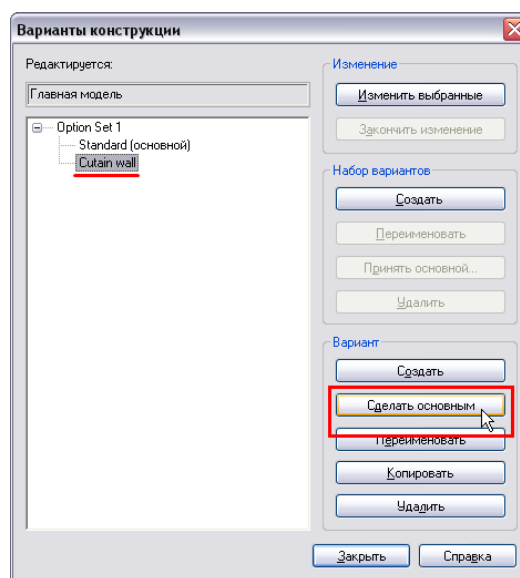 Варианты конструкции
Редактируется:
Главная модель
Option Set 1
Standard (основной)
Cutain wall
Изменение
Изменить выбранные
Закончить изменение
Набор вариантов
Создать
Переименовать
Принять основной...
Удалить
Вариант
Создать
Сделать основным
Переименовать
Копировать
Удалить
Закрыть
Справка